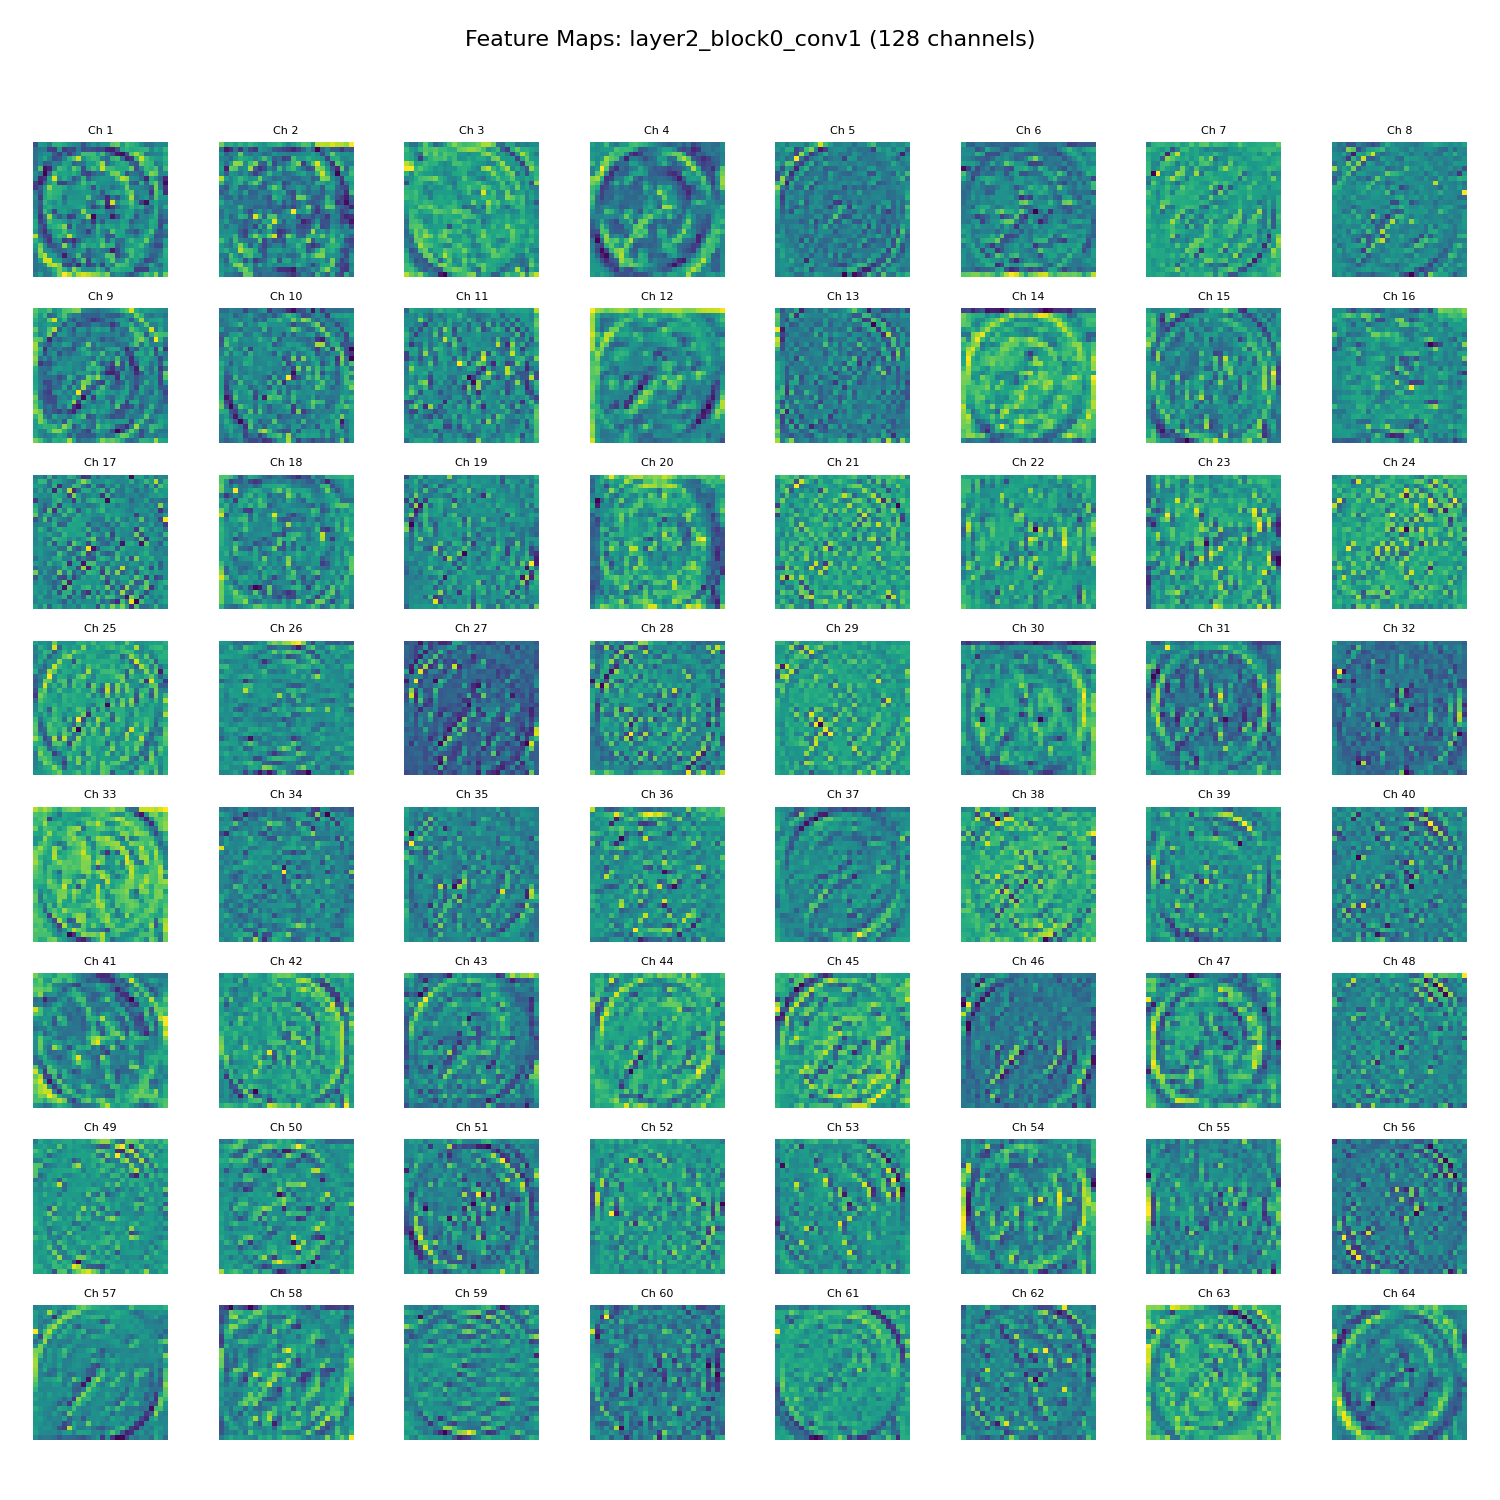 Feature Maps: layer2_block0_conv1 (128 channels)
Ch 1 Ch 2 Ch 3 Ch 4 Ch 5 Ch 6 Ch 7 Ch 8
Ch 9 Ch 10 Ch 11 Ch 12 Ch 13 Ch 14 Ch 15 Ch 16
Ch 17 Ch 18 Ch 19 Ch 20 Ch 21 Ch 22 Ch 23 Ch 24
Ch 25 Ch 26 Ch 27 Ch 28 Ch 29 Ch 30 Ch 31 Ch 32
Ch 33 Ch 34 Ch 35 Ch 36 Ch 37 Ch 38 Ch 39 Ch 40
Ch 41 Ch 42 Ch 43 Ch 44 Ch 45 Ch 46 Ch 47 Ch 48
Ch 49 Ch 50 Ch 51 Ch 52 Ch 53 Ch 54 Ch 55 Ch 56
Ch 57 Ch 58 Ch 59 Ch 60 Ch 61 Ch 62 Ch 63 Ch 64